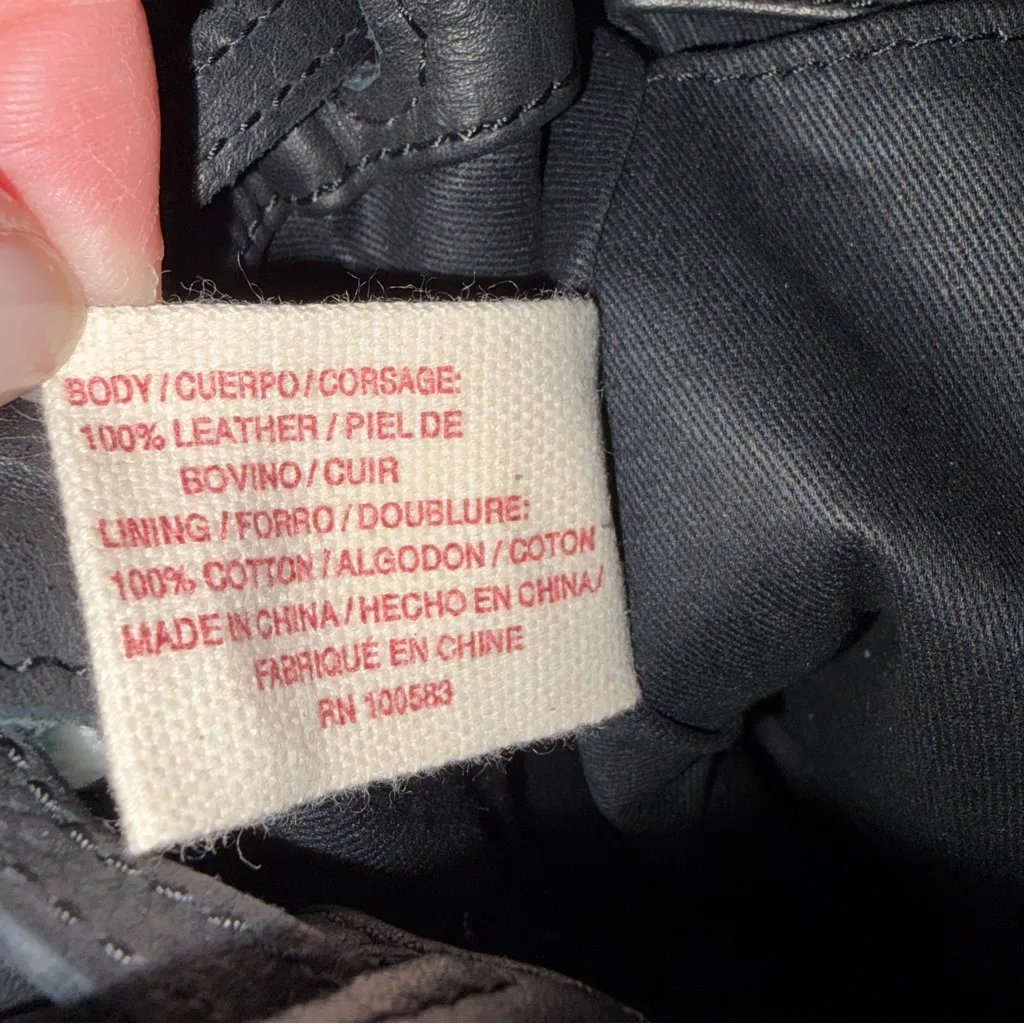 BODY / CUERPO / CORSAGE:
100% LEATHER / PIEL DE
BOVINO / CUIR
LINING / FORRO / DOUBLURE:
100% COTTON / ALGODON / COTON
MADE IN CHINA / HECHO EN CHINA /
FABRIQUÉ EN CHINE
RN 100583